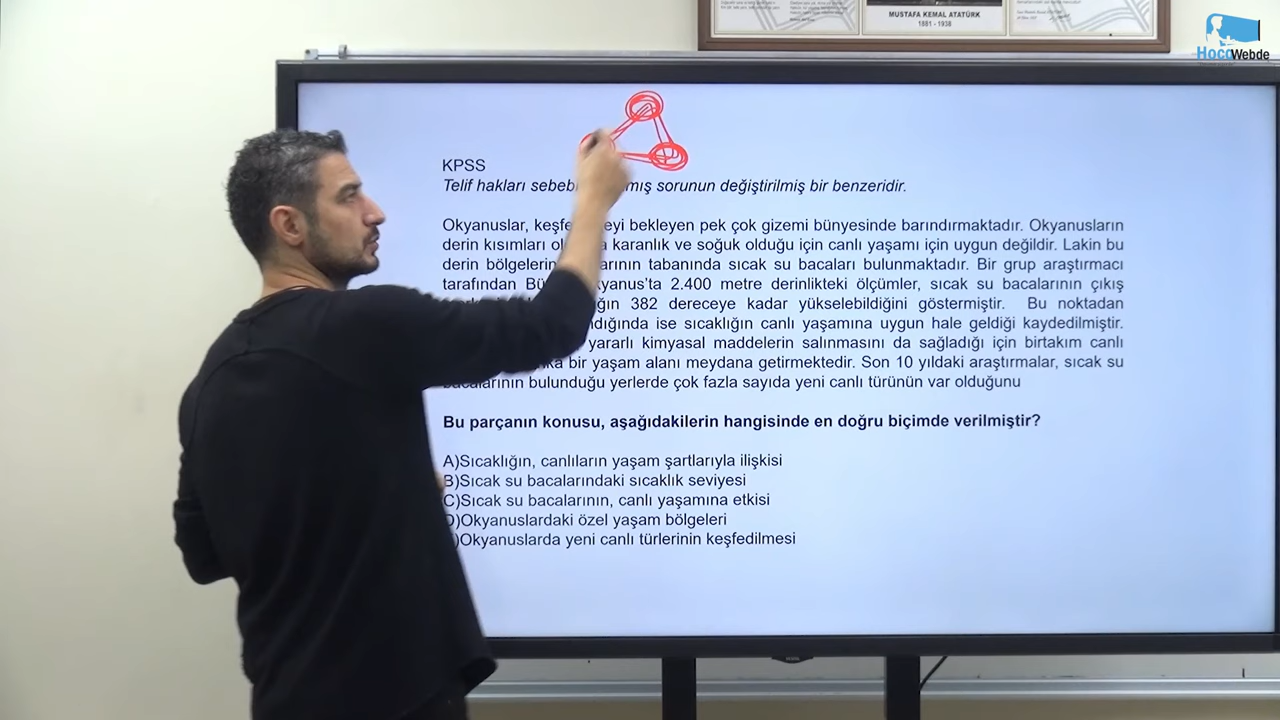 MUSTAFA KEMAL ATATÜRK
1881 - 1938
HocaWebde
KPSS
Telif hakları sebebi mış sorunun değiştirilmiş bir benzeridir.
Okyanuslar, keşfe eyi bekleyen pek çok gizemi bünyesinde barındırmaktadır. Okyanusların
derin kısımları ol a karanlık ve soğuk olduğu için canlı yaşamı için uygun değildir. Lakin bu
derin bölgelerin arının tabanında sıcak su bacaları bulunmaktadır. Bir grup araştırmacı
tarafından Bü kyanus'ta 2.400 metre derinlikteki ölçümler, sıcak su bacalarının çıkış
ğın 382 dereceye kadar yükselebildiğini göstermiştir. Bu noktadan
ndığında ise sıcaklığın canlı yaşamına uygun hale geldiği kaydedilmiştir.
yararlı kimyasal maddelerin salınmasını da sağladığı için birtakım canlı
ka bir yaşam alanı meydana getirmektedir. Son 10 yıldaki araştırmalar, sıcak su
bacalarının bulunduğu yerlerde çok fazla sayıda yeni canlı türünün var olduğunu
Bu parçanın konusu, aşağıdakilerin hangisinde en doğru biçimde verilmiştir?
A)Sıcaklığın, canlıların yaşam şartlarıyla ilişkisi
B)Sıcak su bacalarındaki sıcaklık seviyesi
C)Sıcak su bacalarının, canlı yaşamına etkisi
D)Okyanuslardaki özel yaşam bölgeleri
)Okyanuslarda yeni canlı türlerinin keşfedilmesi